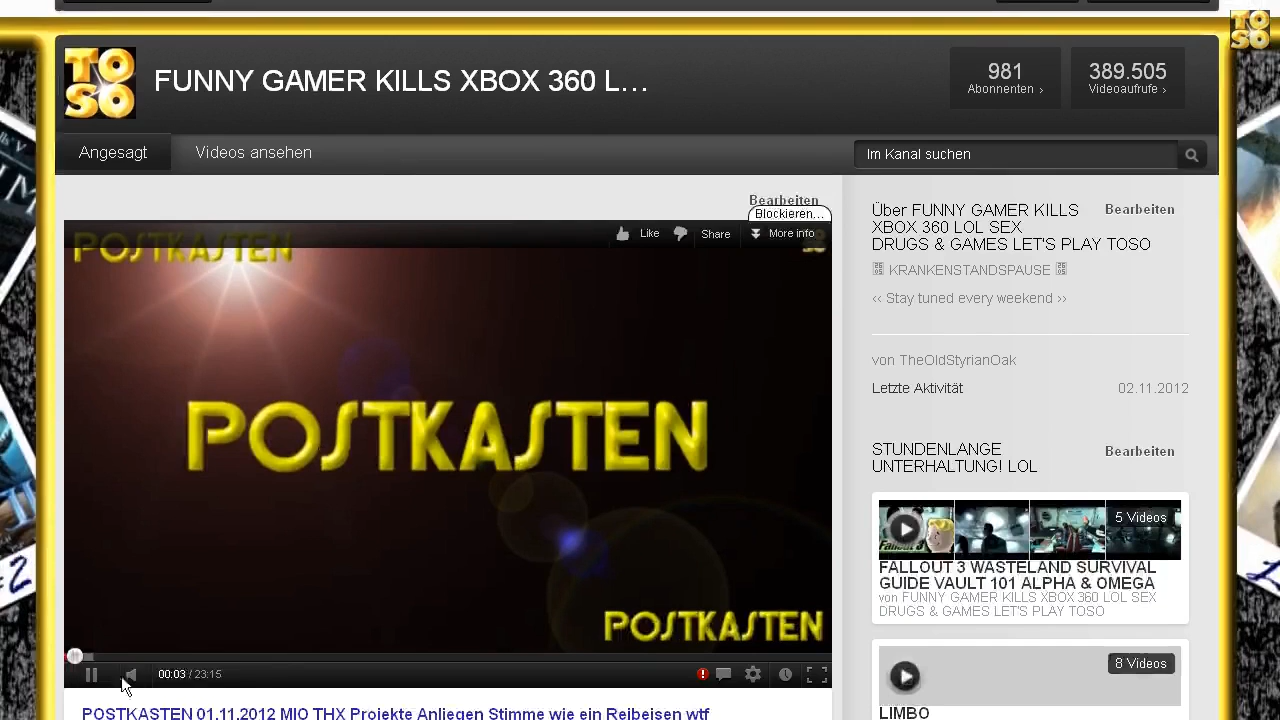 TO
SO
FUNNY GAMER KILLS XBOX 360 L...
981
Abonnenten ›
389.505
Videoaufrufe ›
TO
SO
Angesagt
Videos ansehen
Im Kanal suchen
Bearbeiten
Blockieren...
Like
Share
More info
POSTKASTEN
POSTKASTEN
POSTKASTEN
00:03 / 23:15
POSTKASTEN 01.11.2012 MIO THX Projekte Anliegen Stimme wie ein Reibeisen wtf
Über FUNNY GAMER KILLS
XBOX 360 LOL SEX
DRUGS & GAMES LET'S PLAY TOSO
Bearbeiten
KRANKENSTANDSPAUSE
‹‹ Stay tuned every weekend ››
von TheOldStyrianOak
Letzte Aktivität
02.11.2012
STUNDENLANGE
UNTERHALTUNG! LOL
Bearbeiten
5 Videos
FALLOUT 3 WASTELAND SURVIVAL
GUIDE VAULT 101 ALPHA & OMEGA
von FUNNY GAMER KILLS XBOX 360 LOL SEX
DRUGS & GAMES LET'S PLAY TOSO
8 Videos
LIMBO